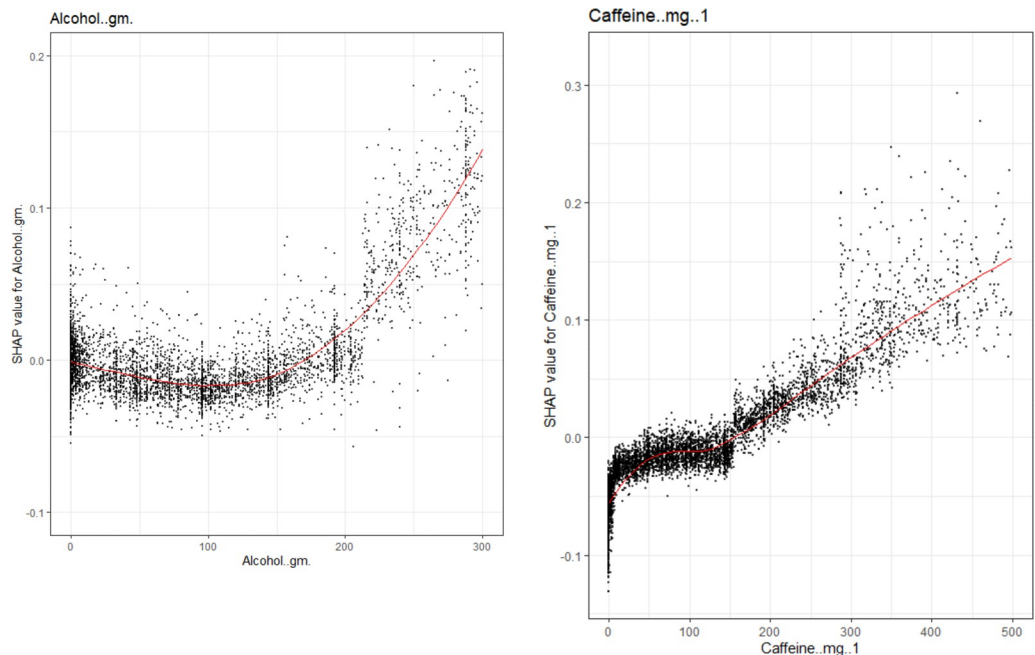 Alcohol..gm.
0.2
0.1
0.0
-0.1
SHAP value for Alcohol..gm.
0 100 200 300
Alcohol..gm.
Caffeine..mg..1
0.3
0.2
0.1
0.0
-0.1
SHAP value for Caffeine..mg..1
0 100 200 300 400 500
Caffeine..mg..1